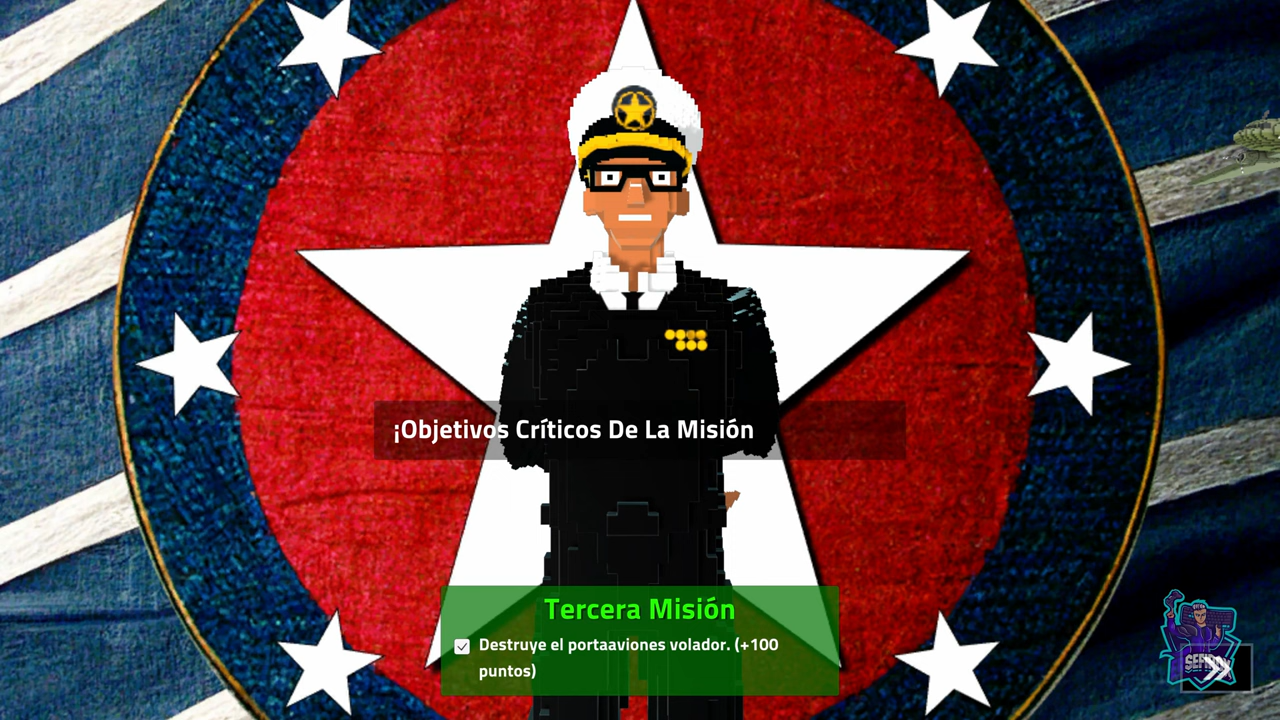 ¡Objetivos Críticos De La Misión
Tercera Misión
Destruye el portaaviones volador. (+100
puntos)